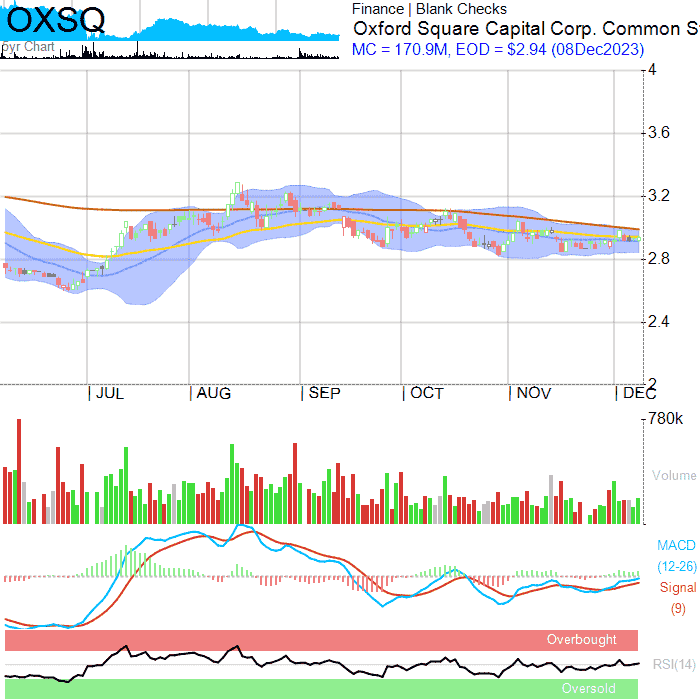 OXSQ
5yr Chart
Finance | Blank Checks
Oxford Square Capital Corp. Common S
MC = 170.9M, EOD = $2.94 (08Dec2023)
4
3.6
3.2
2.8
2.4
2
JUL AUG SEP OCT NOV DEC
780k
Volume
MACD
(12-26)
Signal
(9)
Overbought
RSI(14)
Oversold